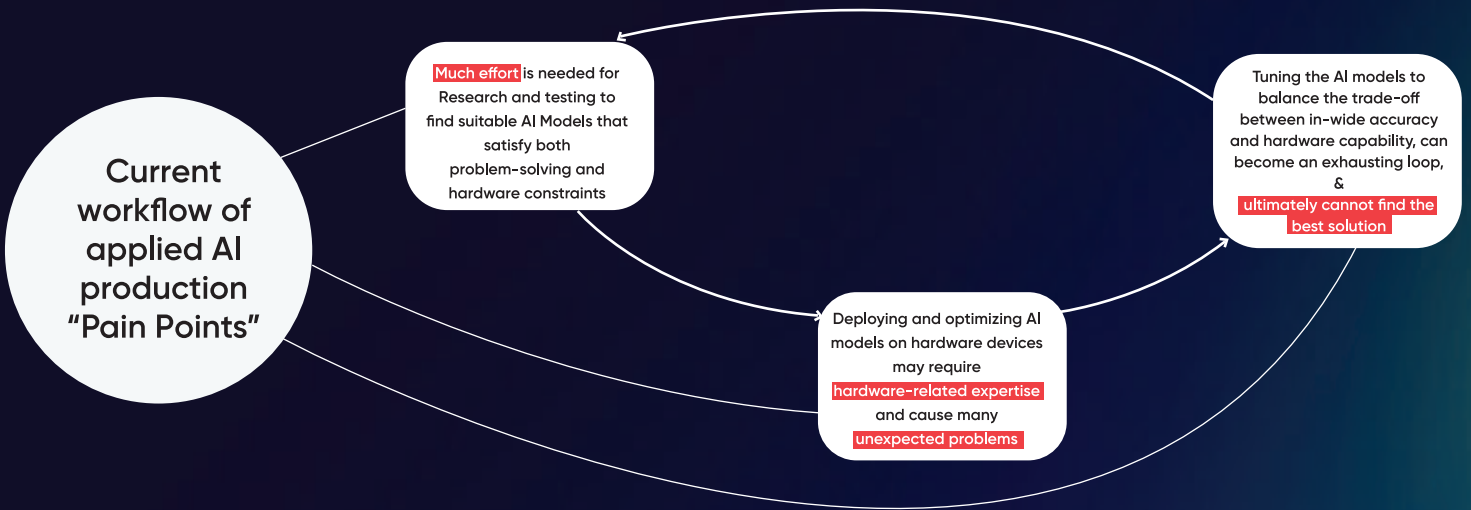 Current
workflow of
applied AI
production
“Pain Points”
Much effort is needed for
Research and testing to
find suitable AI Models that
satisfy both
problem-solving and
hardware constraints
Deploying and optimizing AI
models on hardware devices
may require
hardware-related expertise
and cause many
unexpected problems
Tuning the AI models to
balance the trade-off
between in-wide accuracy
and hardware capability, can
become an exhausting loop,
&
ultimately cannot find the
best solution